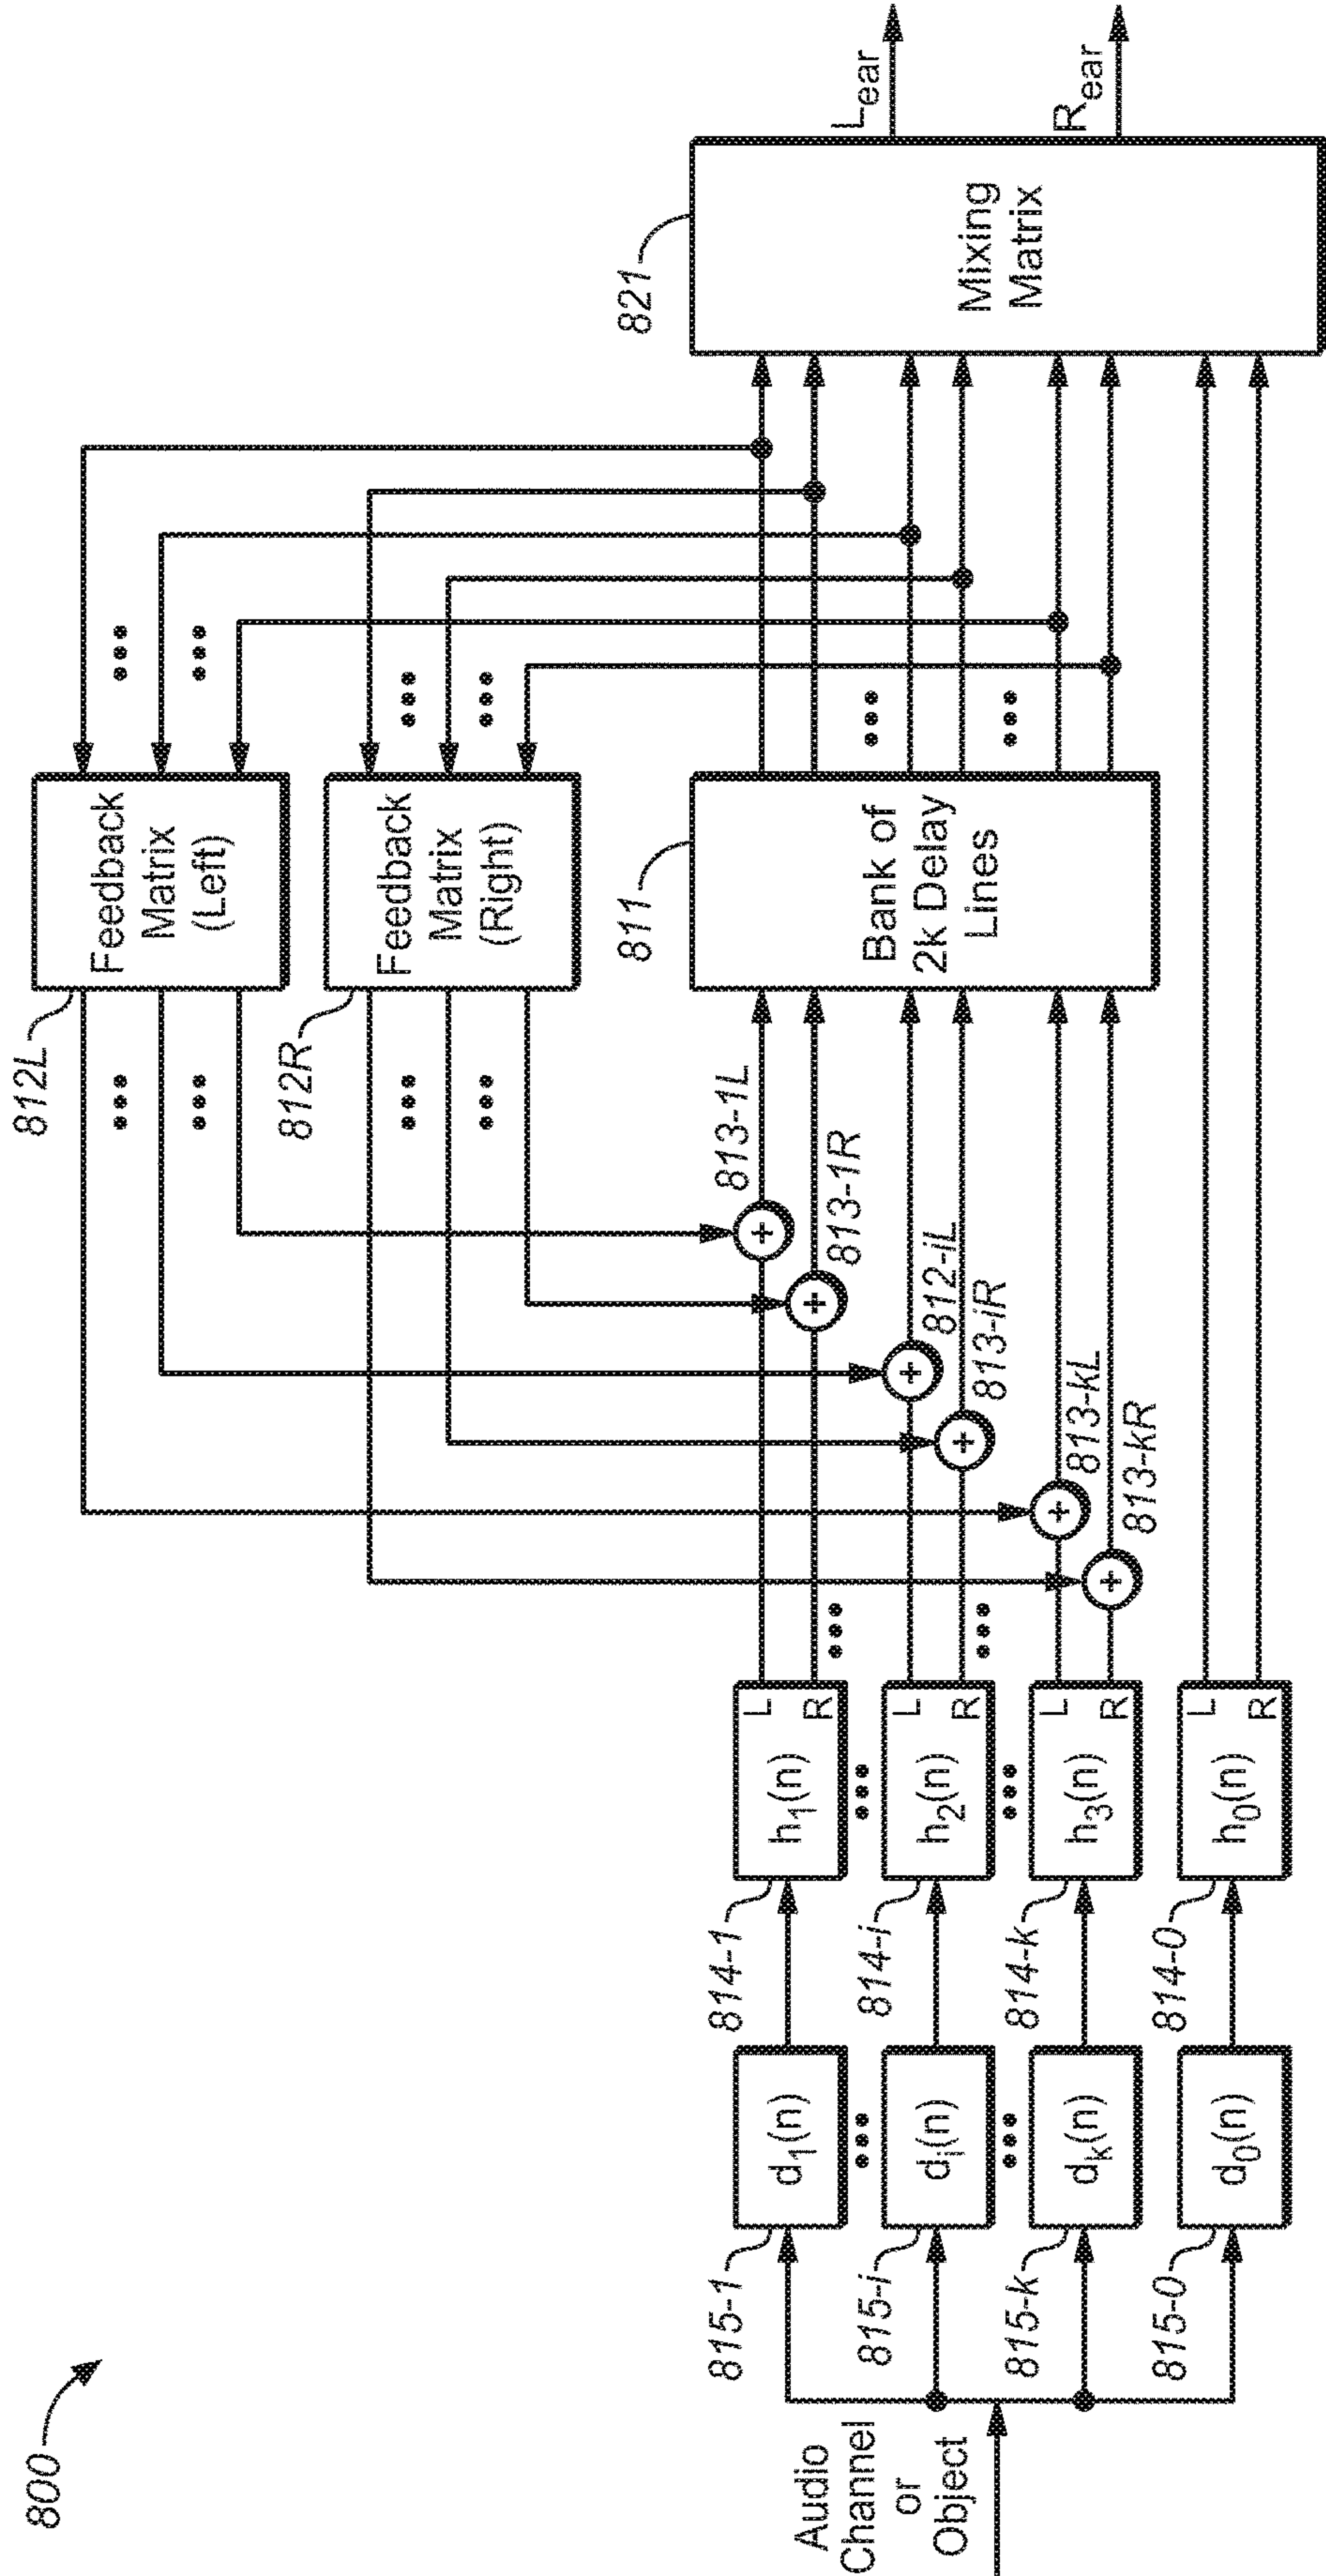 800
Audio
Channel
or
Object
815-1
d1(n)
815-i
di(n)
815-k
dk(n)
815-0
d0(n)
814-1
h1(n)
L
R
814-i
h2(n)
L
R
814-k
h3(n)
L
R
814-0
h0(n)
L
R
812L
Feedback
Matrix
(Left)
812R
Feedback
Matrix
(Right)
813-1L
813-1R
812-iL
813-iR
813-kL
813-kR
811
Bank of
2k Delay
Lines
821
Mixing
Matrix
Lear
Rear